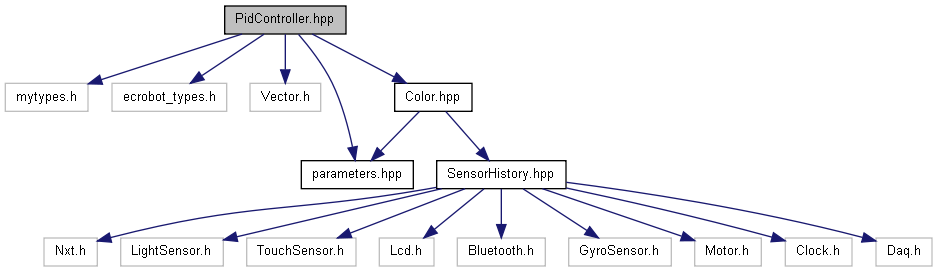 PidController.hpp
mytypes.h
ecrobot_types.h
Vector.h
Color.hpp
parameters.hpp
SensorHistory.hpp
Nxt.h
LightSensor.h
TouchSensor.h
Lcd.h
Bluetooth.h
GyroSensor.h
Motor.h
Clock.h
Daq.h